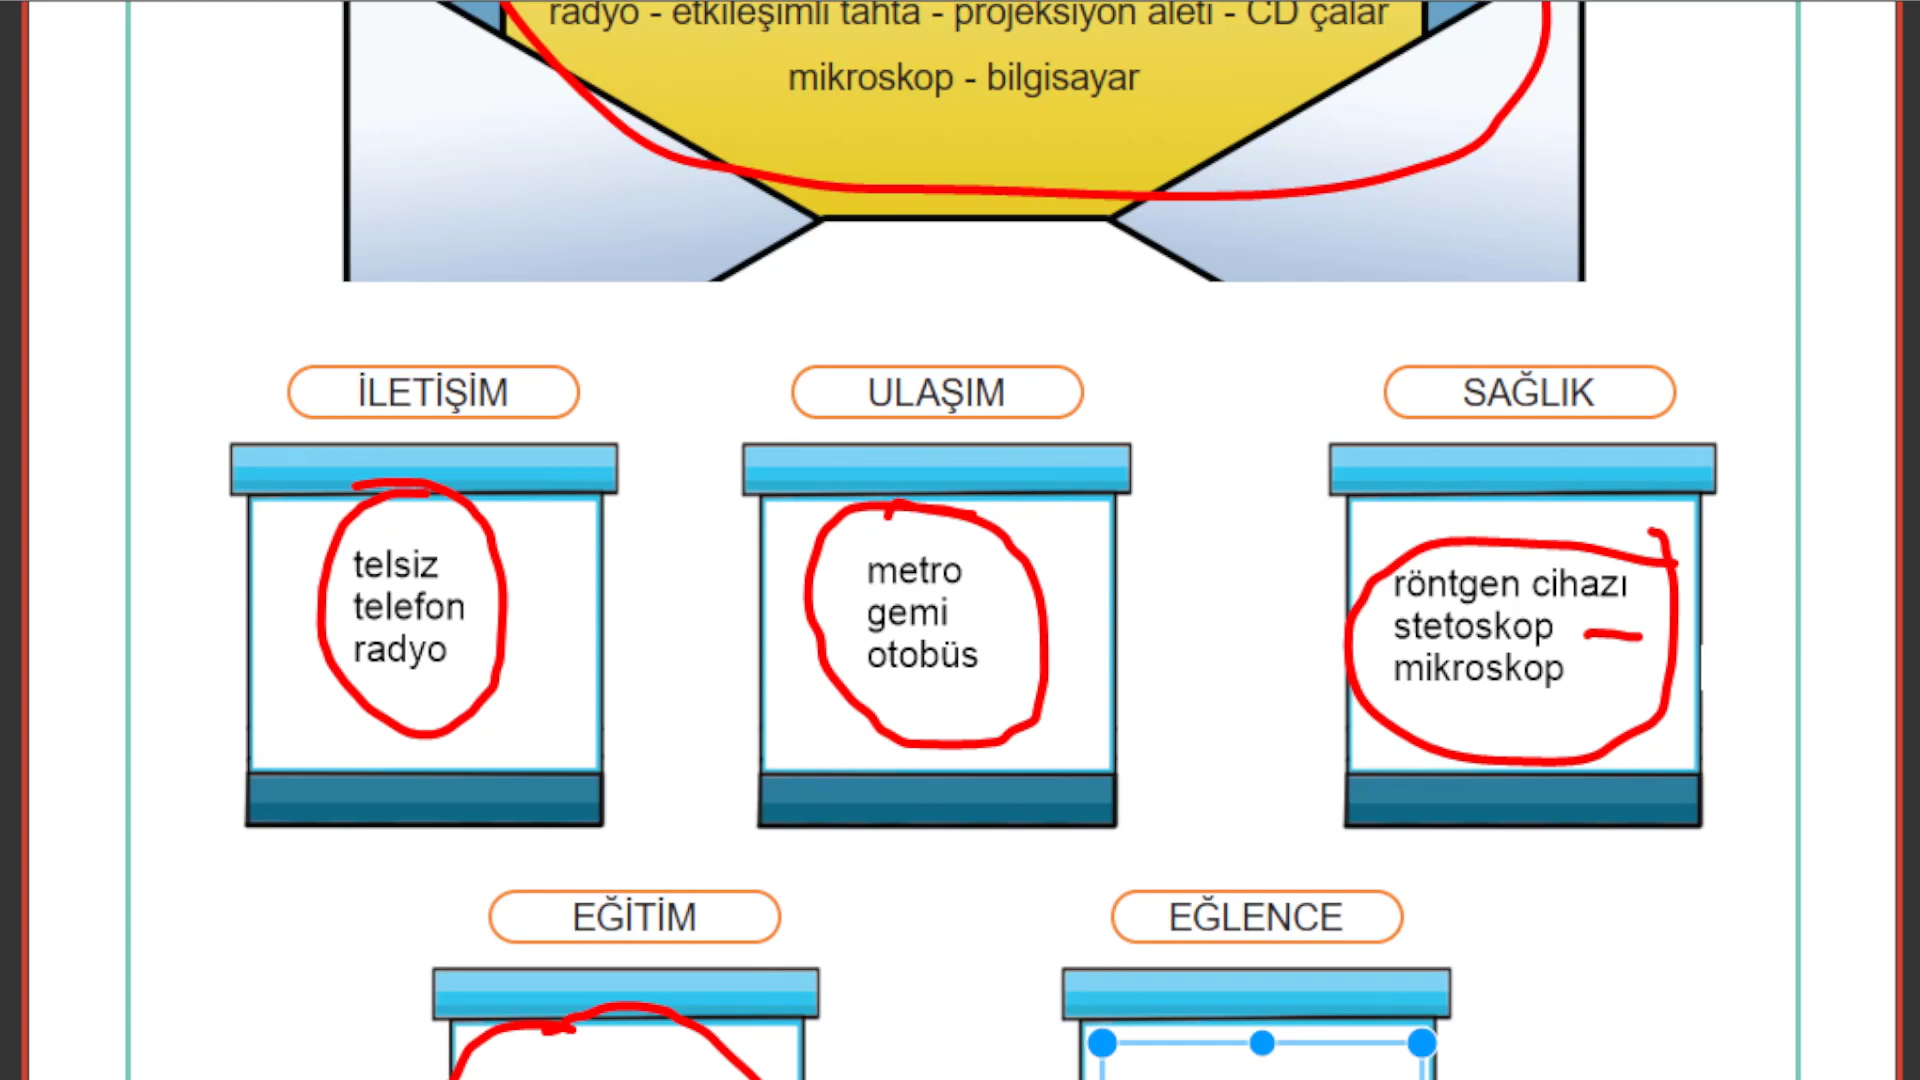 radyo - etkileşimli tahta - projeksiyon aleti - CD çalar
mikroskop - bilgisayar
İLETİŞİM
ULAŞIM
SAĞLIK
telsiz
telefon
radyo
metro
gemi
otobüs
röntgen cihazı
stetoskop
mikroskop
EĞİTİM
EĞLENCE